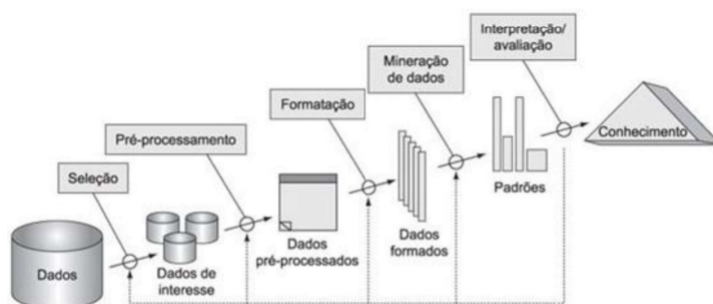 Interpretação/
avaliação
Mineração
de dados
Formatação
Pré-processamento
Seleção
Dados
Dados de
interesse
Dados
pré-processados
Dados
formados
Padrões
Conhecimento